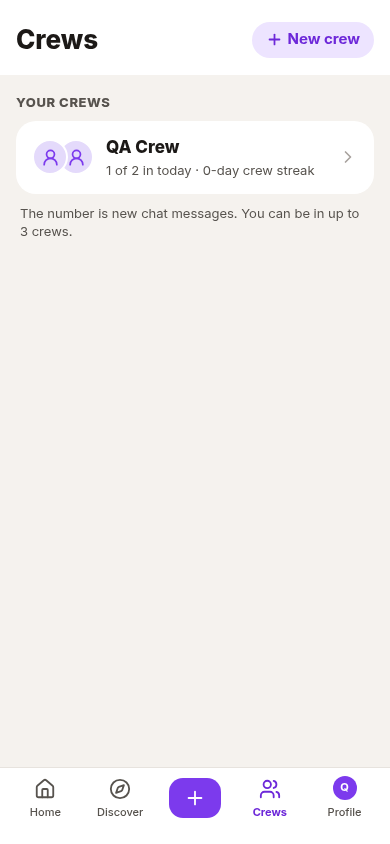 Crews
New crew
YOUR CREWS
QA Crew
1 of 2 in today · 0-day crew streak
The number is new chat messages. You can be in up to
3 crews.
Home
Discover
Crews
Q
Profile